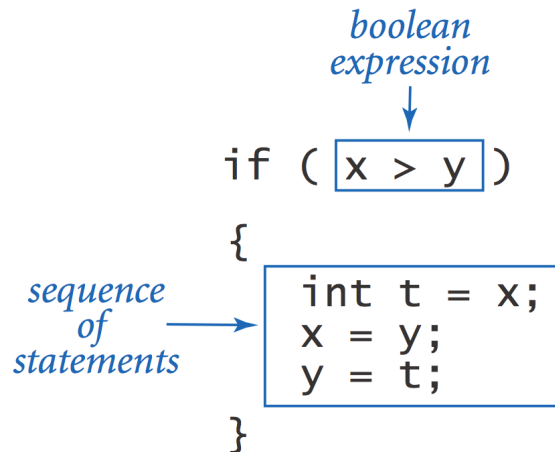 boolean
expression
if ( x > y )
{
sequence
of
statements
int t = x;
x = y;
y = t;
}